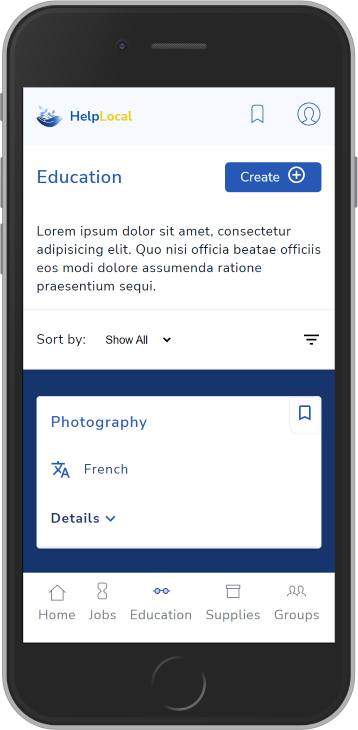 HelpLocal
Education
Create
Lorem ipsum dolor sit amet, consectetur
adipisicing elit. Quo nisi officia beatae officiis
eos modi dolore assumenda ratione
praesentium sequi.
Sort by: Show All
Photography
French
Details
Home Jobs Education Supplies Groups